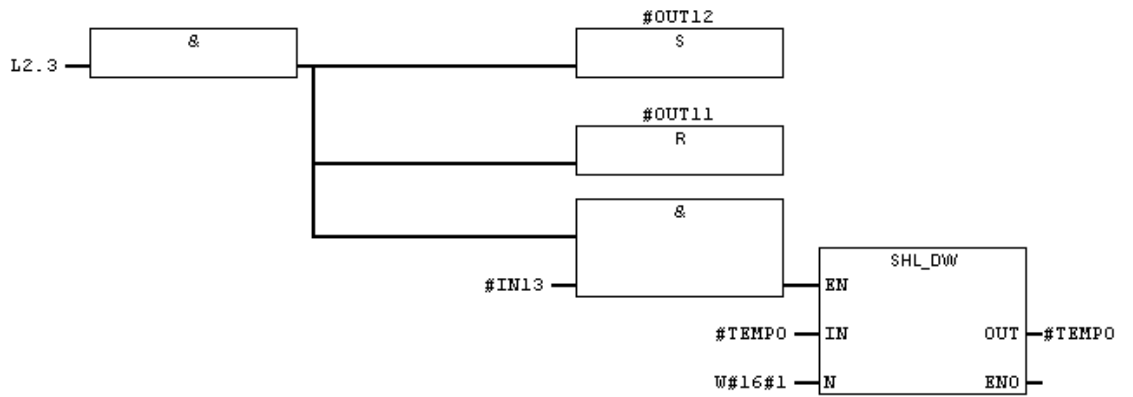 #OUT12
& S
L2.3
#OUT11
R
&
SHL_DW
#IN13 EN
#TEMP0 IN OUT #TEMP0
W#16#1 N ENO